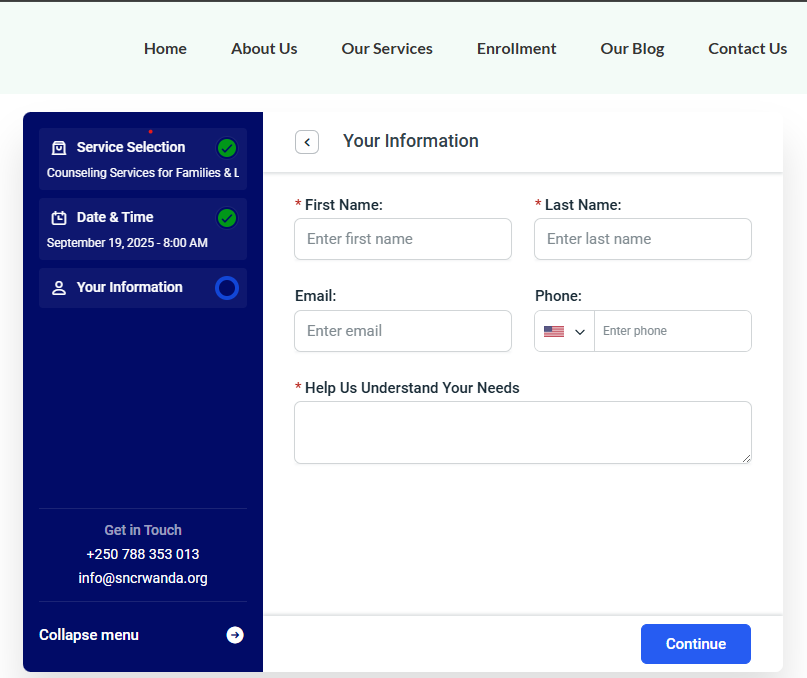 Home About Us Our Services Enrollment Our Blog Contact Us
Service Selection
Counseling Services for Families & L
Date & Time
September 19, 2025 - 8:00 AM
Your Information
Get in Touch
+250 788 353 013
info@sncrwanda.org
Collapse menu
Your Information
* First Name: * Last Name:
Enter first name Enter last name
Email: Phone:
Enter email Enter phone
* Help Us Understand Your Needs
Continue